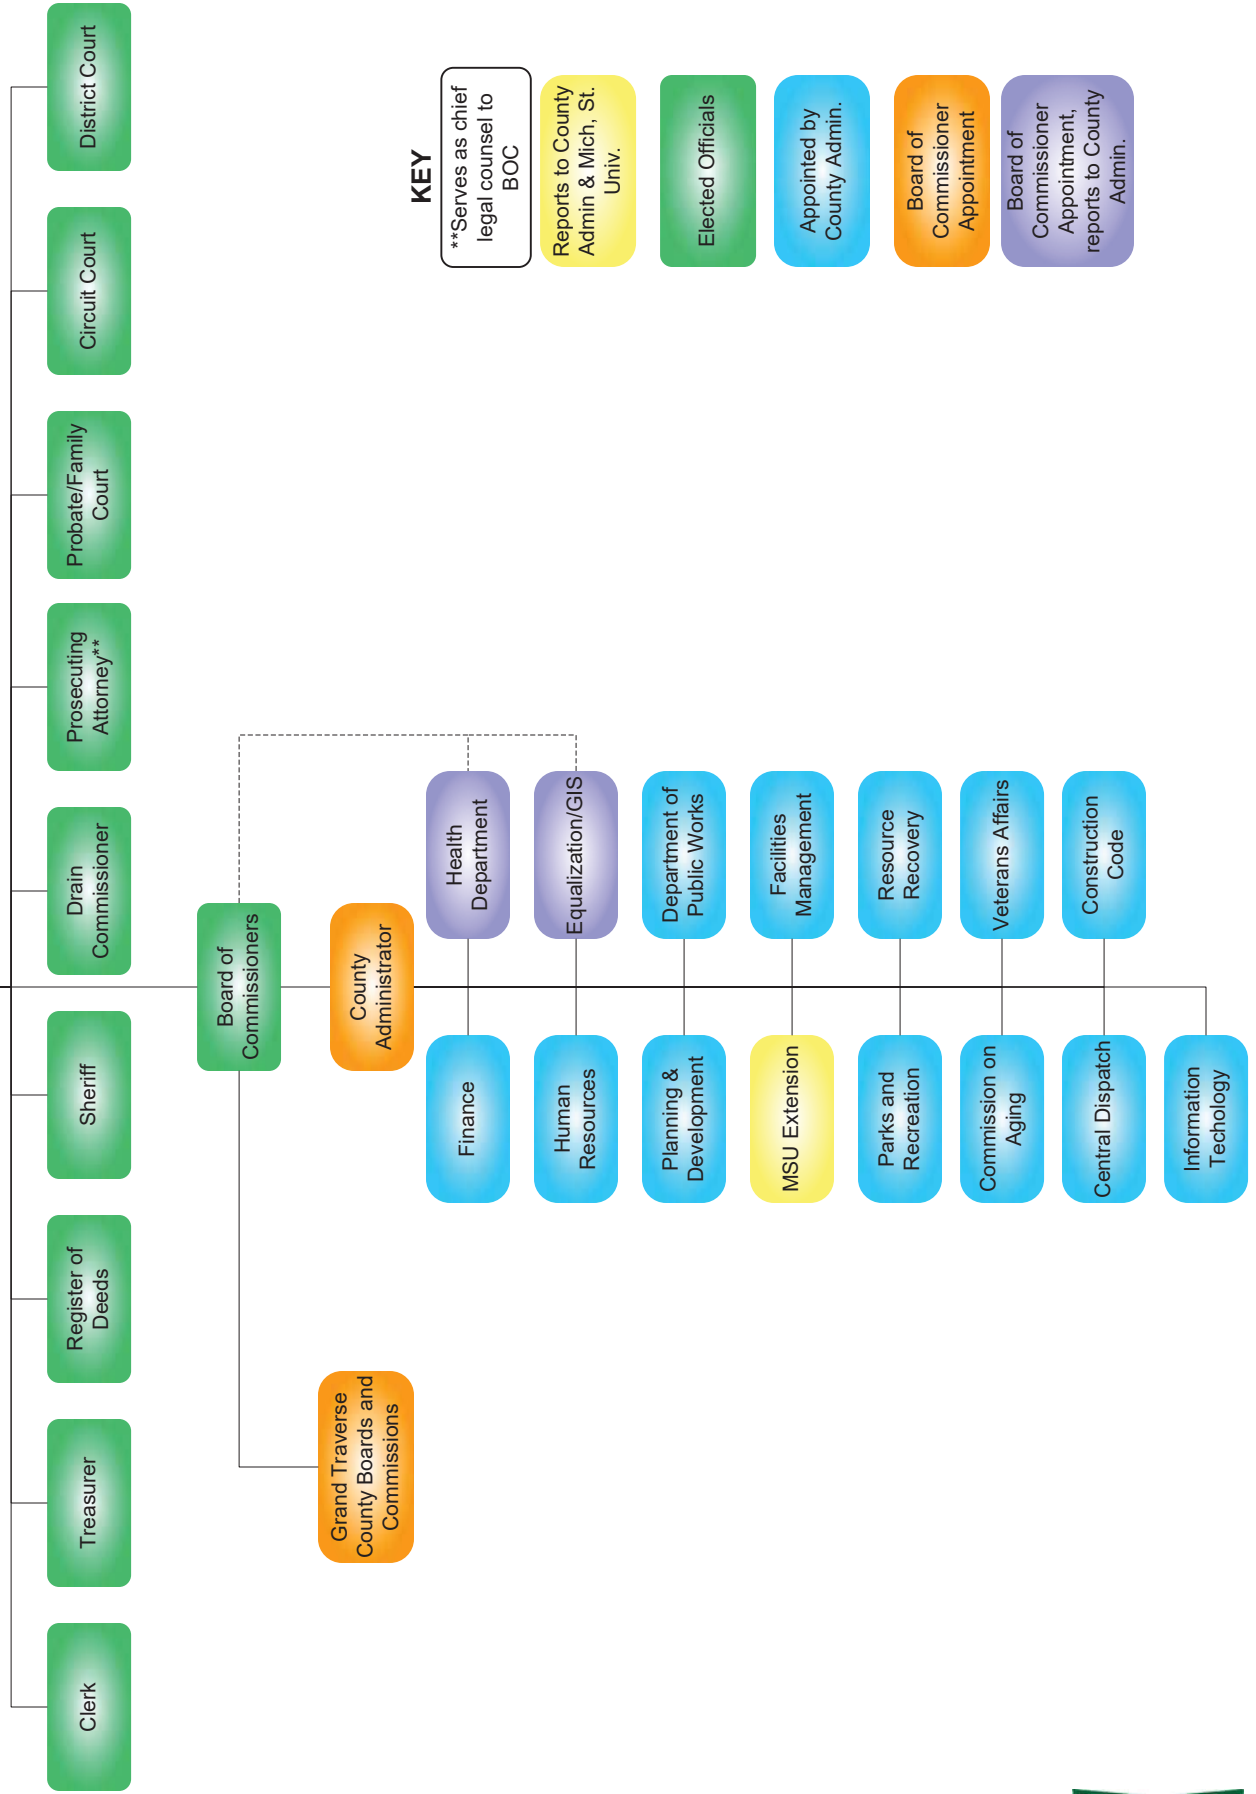 Clerk
Treasurer
Register of
Deeds
Sheriff
Drain
Commissioner
Prosecuting
Attorney**
Probate/Family
Court
Circuit Court
District Court
Board of
Commissioners
Grand Traverse
County Boards and
Commissions
County
Administrator
Finance
Health
Department
Human
Resources
Equalization/GIS
Planning &
Development
Department of
Public Works
MSU Extension
Facilities
Management
Parks and
Recreation
Resource
Recovery
Commission on
Aging
Veterans Affairs
Central Dispatch
Construction
Code
Information
Techology
KEY
**Serves as chief
legal counsel to
BOC
Reports to County
Admin & Mich, St.
Univ.
Elected Officials
Appointed by
County Admin.
Board of
Commissioner
Appointment
Board of
Commissioner
Appointment,
reports to County
Admin.